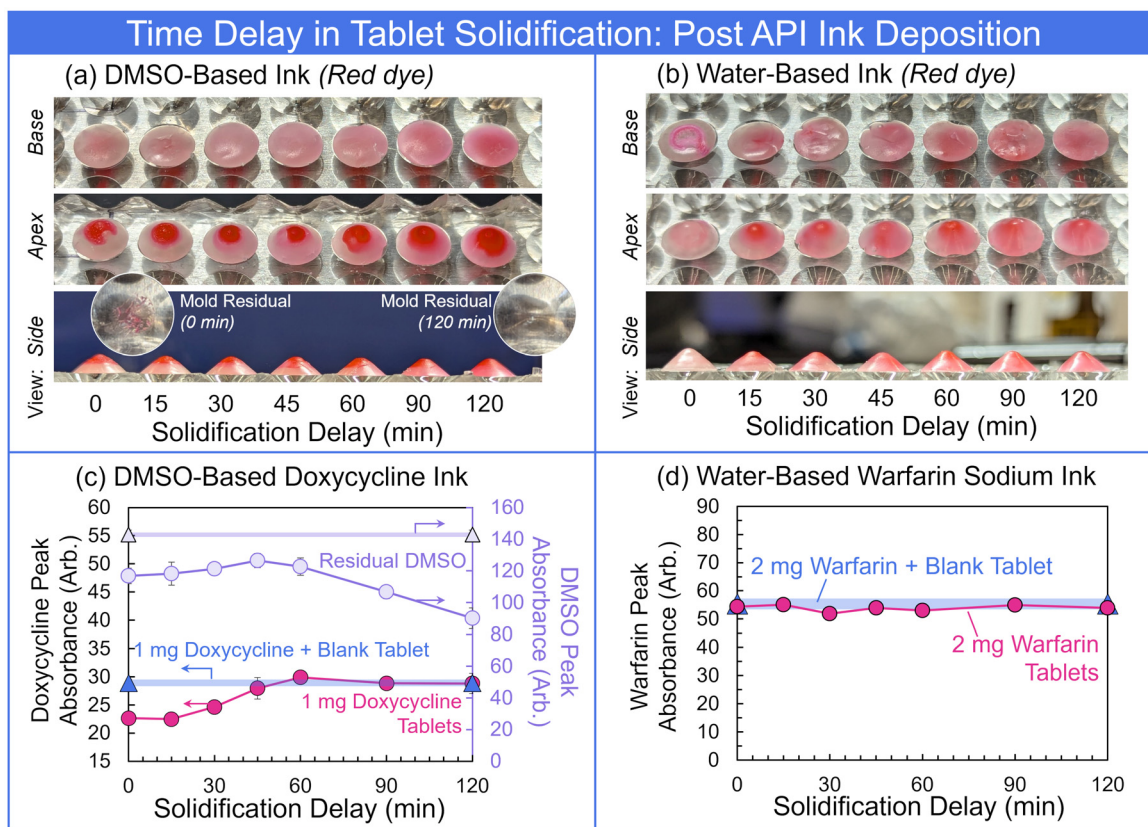 Time Delay in Tablet Solidification: Post API Ink Deposition
(a) DMSO-Based Ink (Red dye)
Base
Apex
View: Side
Mold Residual
(0 min)
Mold Residual
(120 min)
0 15 30 45 60 90 120
Solidification Delay (min)
(b) Water-Based Ink (Red dye)
Base
Apex
View: Side
0 15 30 45 60 90 120
Solidification Delay (min)
(c) DMSO-Based Doxycycline Ink
Doxycycline Peak
Absorbance (Arb.)
60
55
50
45
40
35
30
25
20
15
Residual DMSO
1 mg Doxycycline + Blank Tablet
1 mg Doxycycline
Tablets
160
140
120
100
80
60
40
20
0
DMSO Peak
Absorbance (Arb.)
0 30 60 90 120
Solidification Delay (min)
(d) Water-Based Warfarin Sodium Ink
Warfarin Peak
Absorbance (Arb.)
90
80
70
60
50
40
30
20
10
0
2 mg Warfarin + Blank Tablet
2 mg Warfarin
Tablets
0 30 60 90 120
Solidification Delay (min)